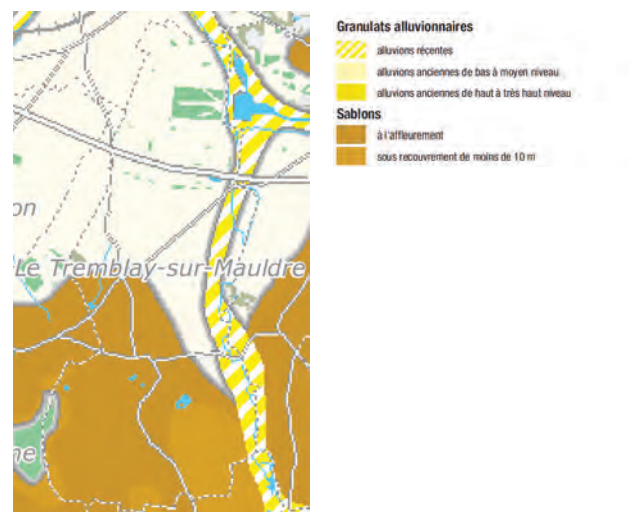 Granulats alluvionnaires
alluvions récentes
alluvions anciennes de bas à moyen niveau
alluvions anciennes de haut à très haut niveau
Sablons
à l'affleurement
sous recouvrement de moins de 10 m
on
Le Tremblay-sur-Mauldre
ne